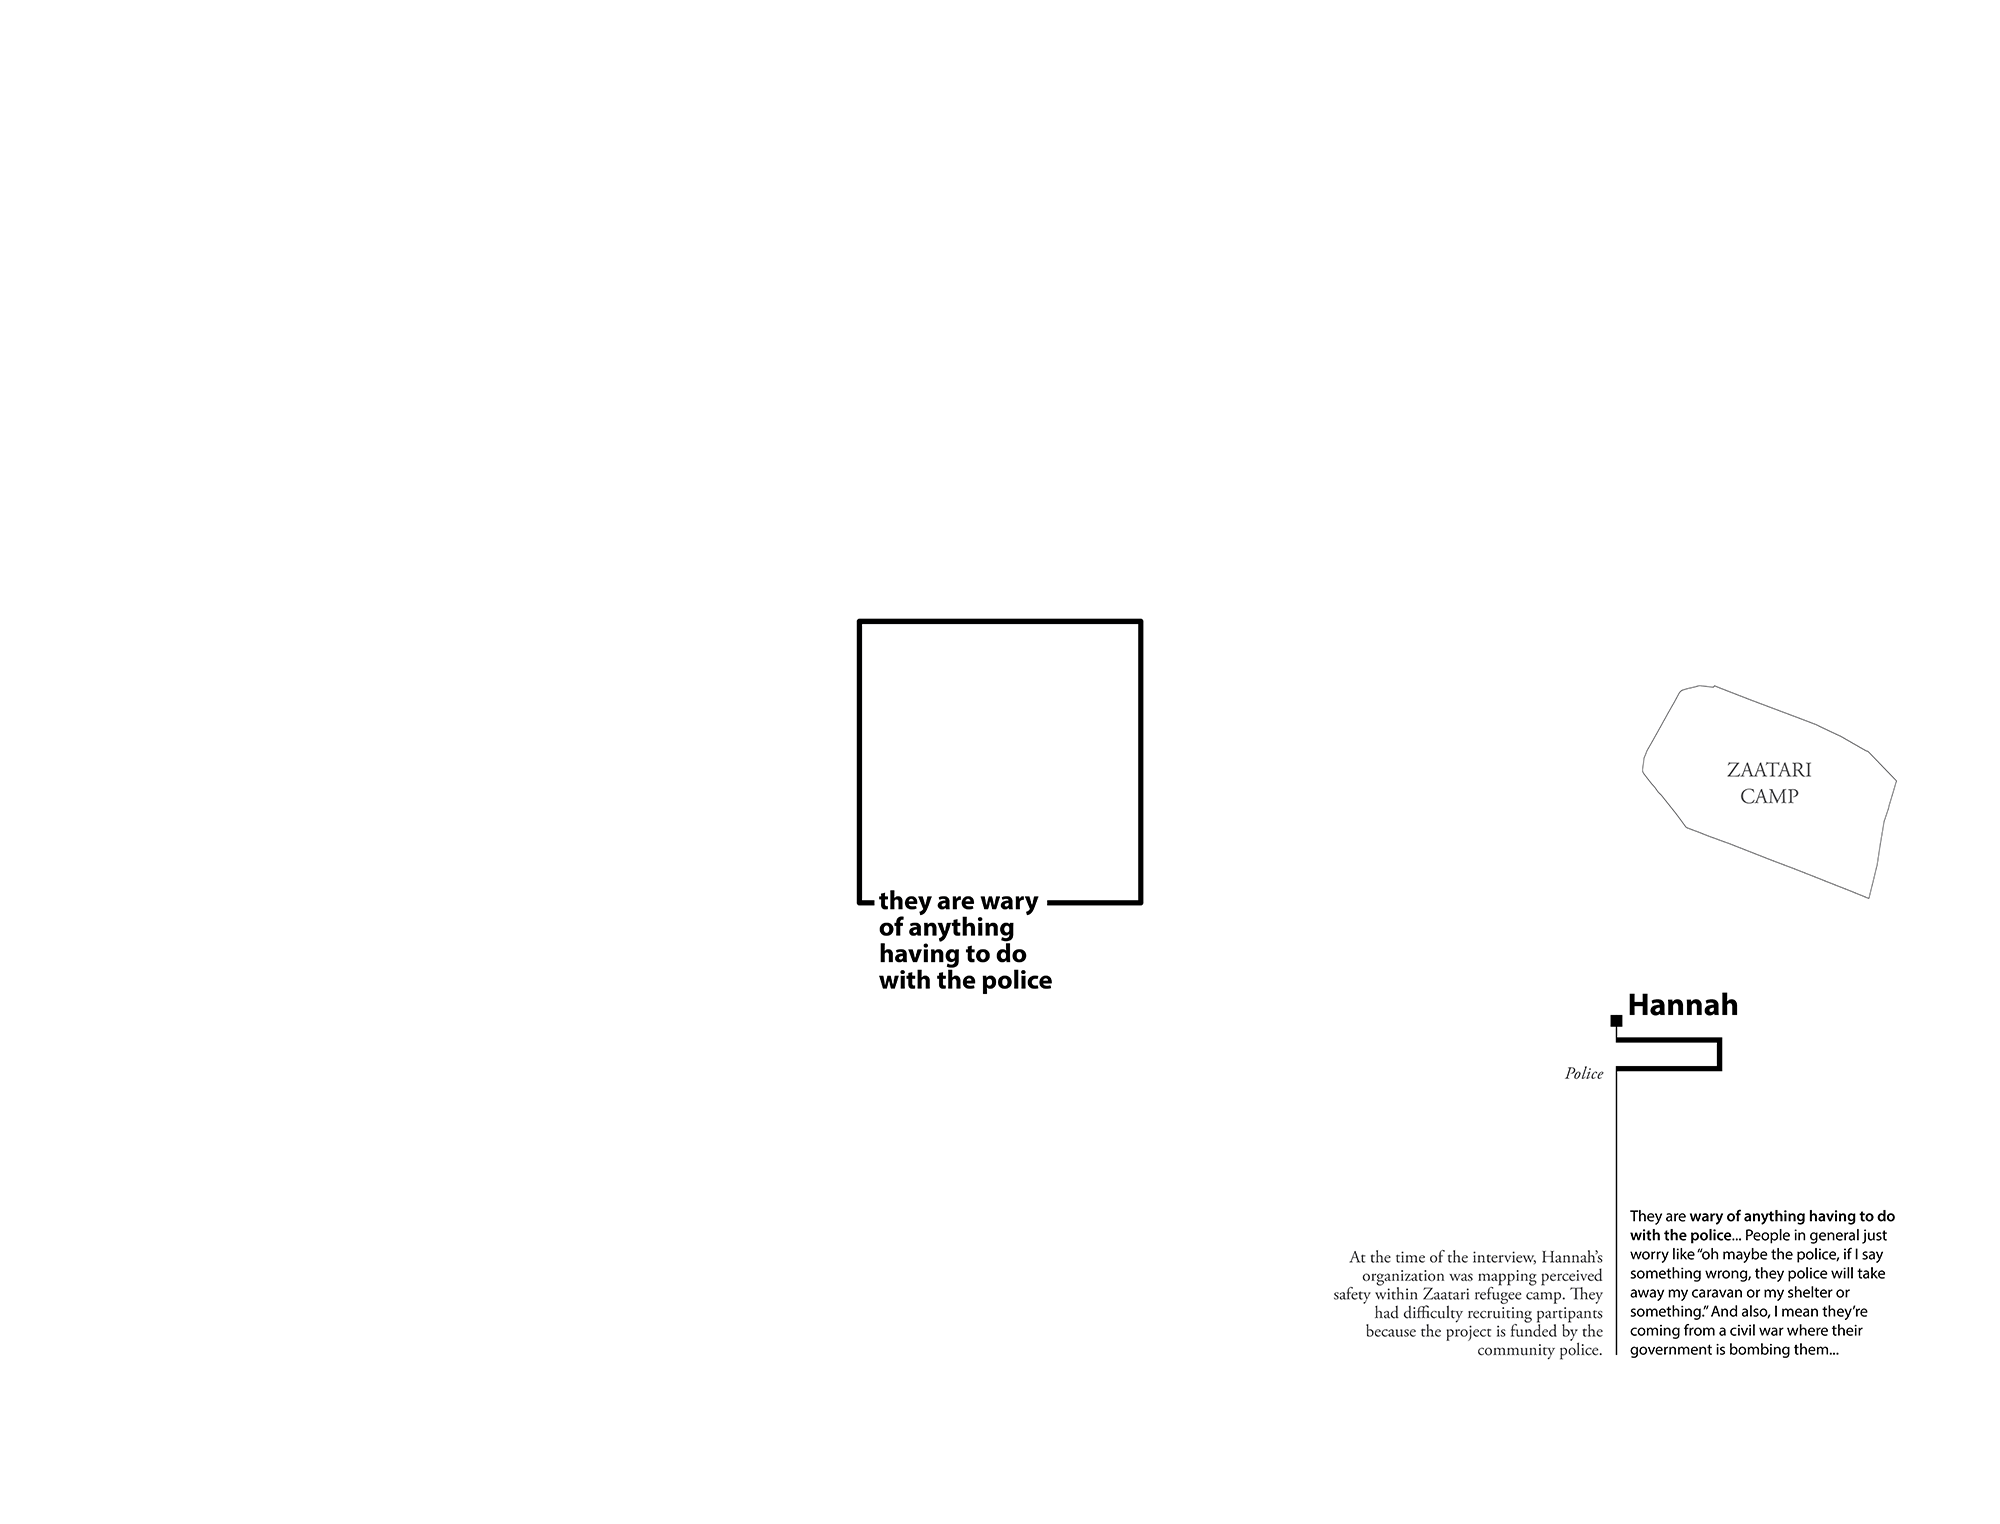 they are wary
of anything
having to do
with the police
ZAATARI
CAMP
Hannah
Police
At the time of the interview, Hannah’s
organization was mapping perceived
safety within Zaatari refugee camp. They
had difficulty recruiting partipants
because the project is funded by the
community police.
They are wary of anything having to do
with the police... People in general just
worry like “oh maybe the police, if I say
something wrong, they police will take
away my caravan or my shelter or
something.” And also, I mean they’re
coming from a civil war where their
government is bombing them...